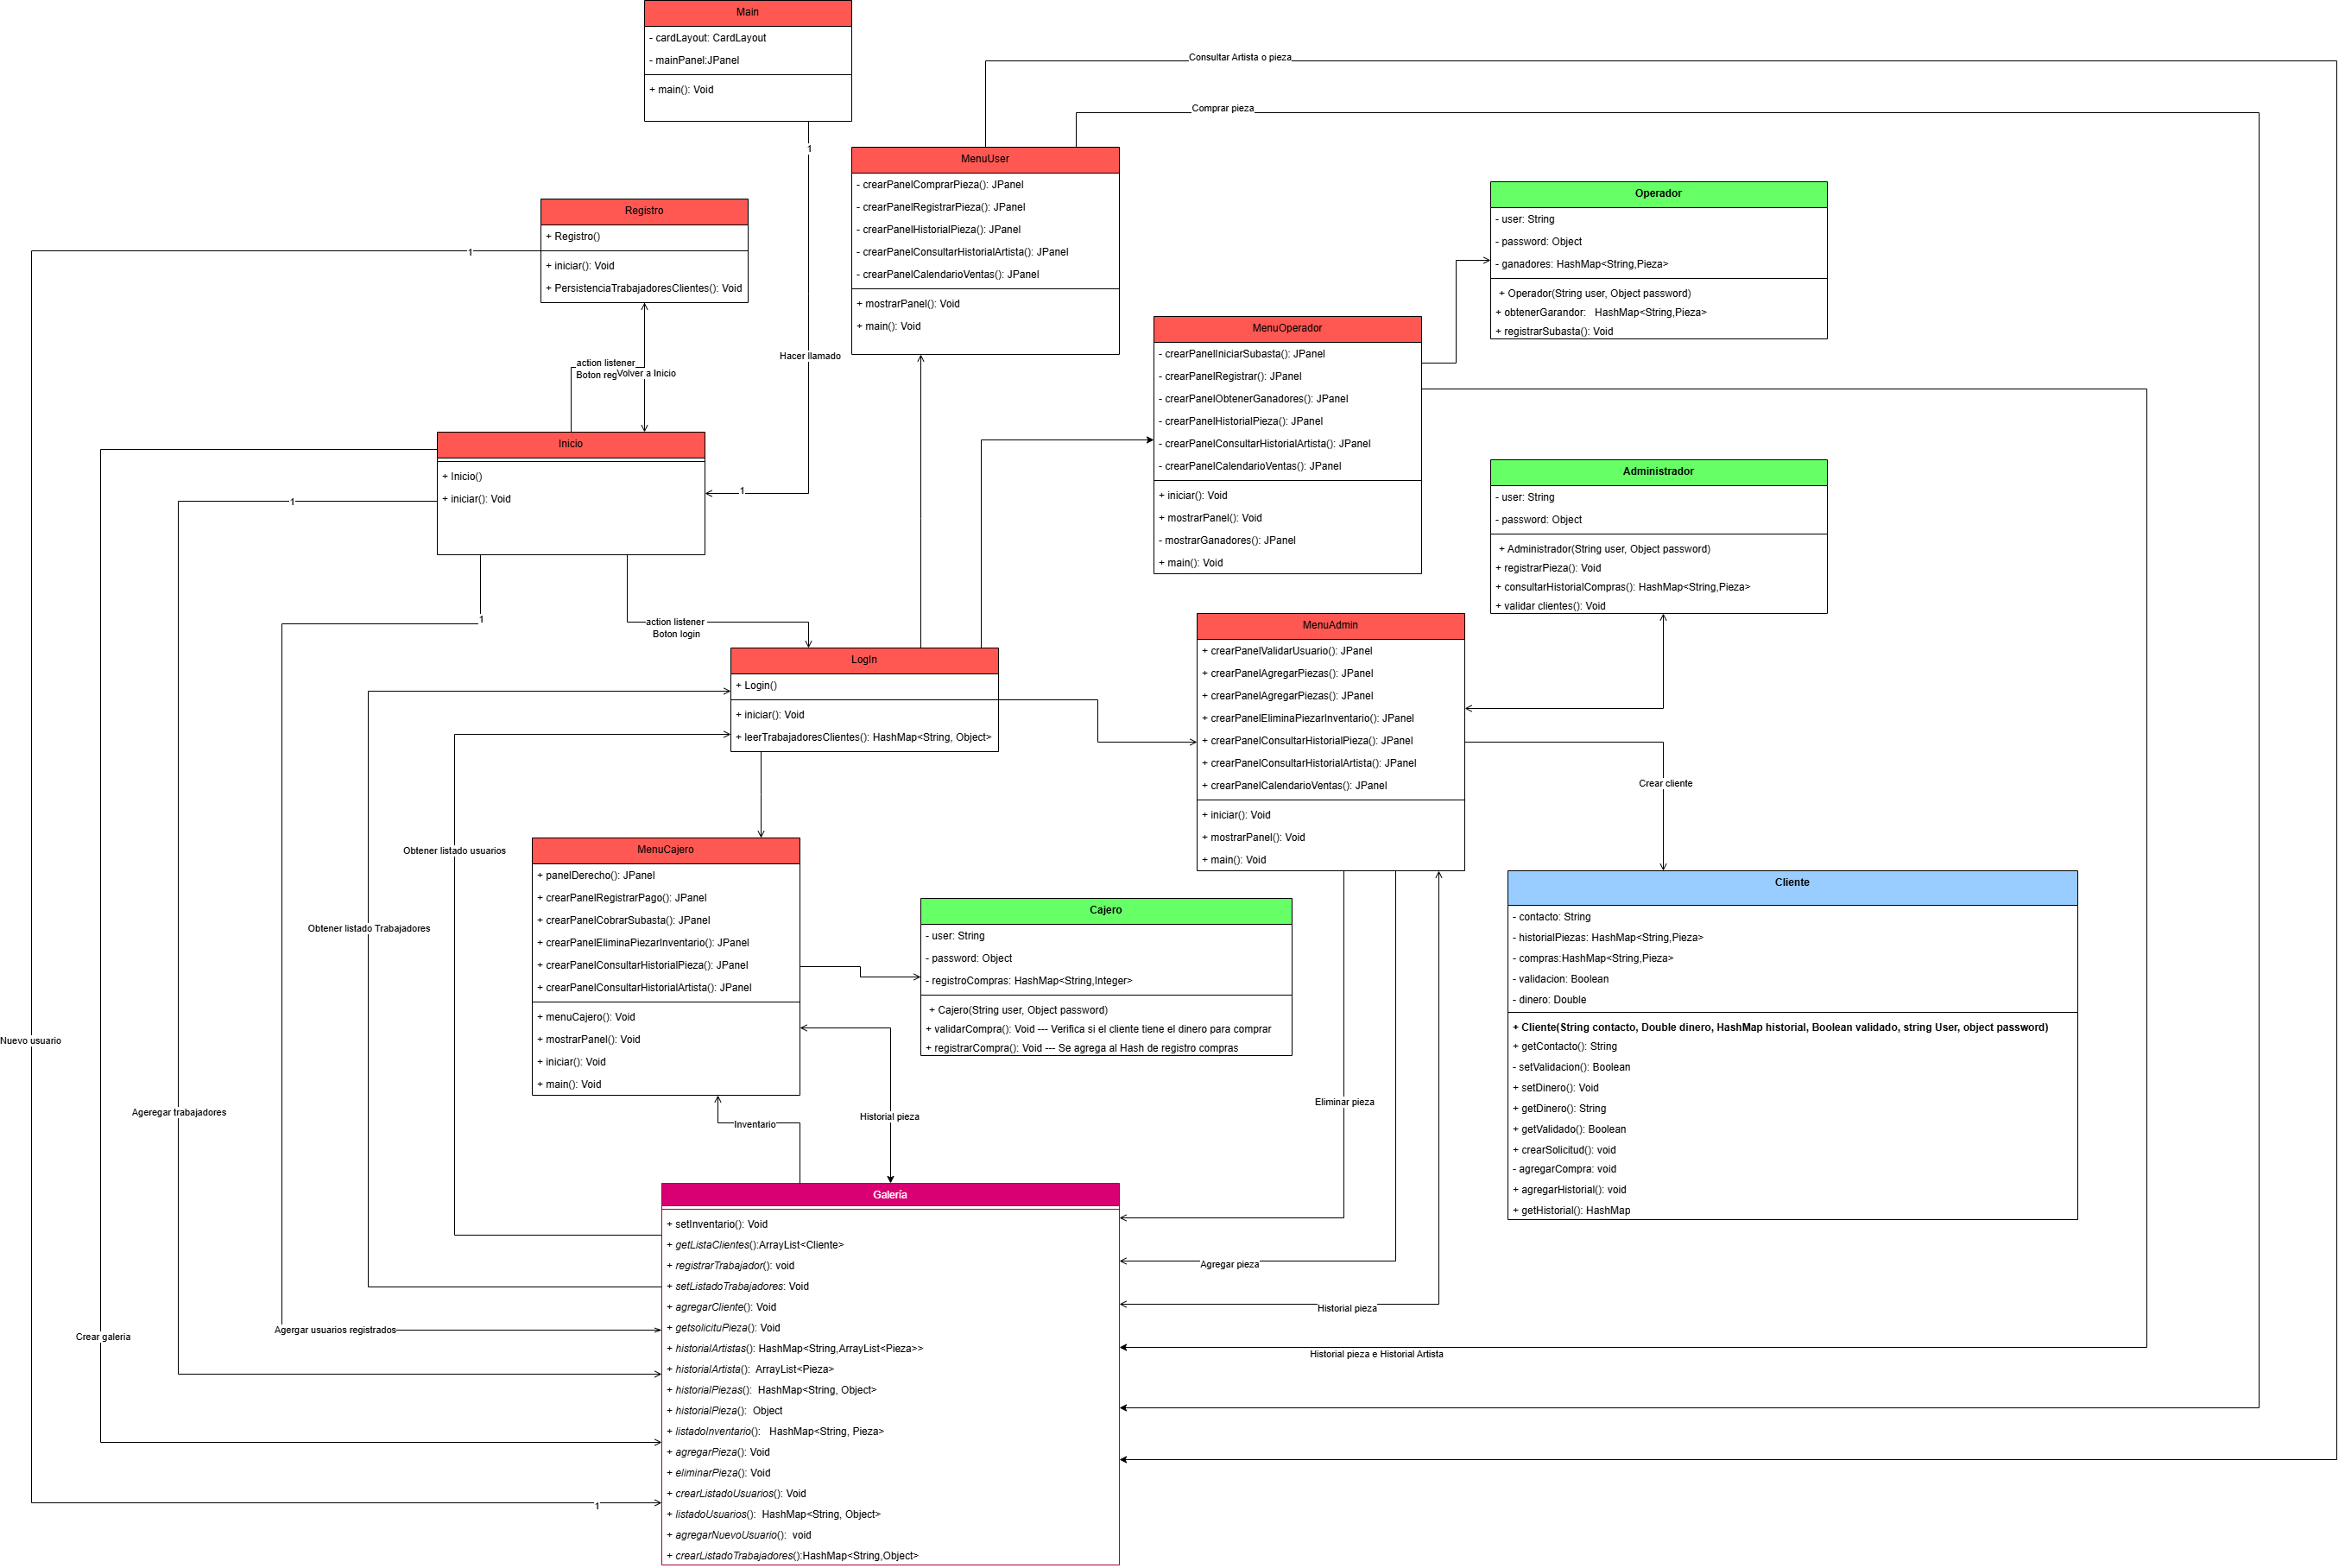 Main
- cardLayout: CardLayout
- mainPanel:JPanel
+ main(): Void
1
Hacer llamado
1
Consultar Artista o pieza
Comprar pieza
MenuUser
- crearPanelComprarPieza(): JPanel
- crearPanelRegistrarPieza(): JPanel
- crearPanelHistorialPieza(): JPanel
- crearPanelConsultarHistorialArtista(): JPanel
- crearPanelCalendarioVentas(): JPanel
+ mostrarPanel(): Void
+ main(): Void
Registro
+ Registro()
+ iniciar(): Void
+ PersistenciaTrabajadoresClientes(): Void
1
action listener
Boton reg
Volver a Inicio
Inicio
+ Inicio()
+ iniciar(): Void
1
1
action listener
Boton login
Operador
- user: String
- password: Object
- ganadores: HashMap<String,Pieza>
+ Operador(String user, Object password)
+ obtenerGarandor:   HashMap<String,Pieza>
+ registrarSubasta(): Void
MenuOperador
- crearPanelIniciarSubasta(): JPanel
- crearPanelRegistrar(): JPanel
- crearPanelObtenerGanadores(): JPanel
- crearPanelHistorialPieza(): JPanel
- crearPanelConsultarHistorialArtista(): JPanel
- crearPanelCalendarioVentas(): JPanel
+ iniciar(): Void
+ mostrarPanel(): Void
- mostrarGanadores(): JPanel
+ main(): Void
Administrador
- user: String
- password: Object
+ Administrador(String user, Object password)
+ registrarPieza(): Void
+ consultarHistorialCompras(): HashMap<String,Pieza>
+ validar clientes(): Void
LogIn
+ Login()
+ iniciar(): Void
+ leerTrabajadoresClientes(): HashMap<String, Object>
MenuAdmin
+ crearPanelValidarUsuario(): JPanel
+ crearPanelAgregarPiezas(): JPanel
+ crearPanelAgregarPiezas(): JPanel
+ crearPanelEliminaPiezarInventario(): JPanel
+ crearPanelConsultarHistorialPieza(): JPanel
+ crearPanelConsultarHistorialArtista(): JPanel
+ crearPanelCalendarioVentas(): JPanel
+ iniciar(): Void
+ mostrarPanel(): Void
+ main(): Void
Crear cliente
MenuCajero
+ panelDerecho(): JPanel
+ crearPanelRegistrarPago(): JPanel
+ crearPanelCobrarSubasta(): JPanel
+ crearPanelEliminaPiezarInventario(): JPanel
+ crearPanelConsultarHistorialPieza(): JPanel
+ crearPanelConsultarHistorialArtista(): JPanel
+ menuCajero(): Void
+ mostrarPanel(): Void
+ iniciar(): Void
+ main(): Void
Cajero
- user: String
- password: Object
- registroCompras: HashMap<String,Integer>
+ Cajero(String user, Object password)
+ validarCompra(): Void --- Verifica si el cliente tiene el dinero para comprar
+ registrarCompra(): Void --- Se agrega al Hash de registro compras
Cliente
- contacto: String
- historialPiezas: HashMap<String,Pieza>
- compras:HashMap<String,Pieza>
- validacion: Boolean
- dinero: Double
+ Cliente(String contacto, Double dinero, HashMap historial, Boolean validado, string User, object password)
+ getContacto(): String
- setValidacion(): Boolean
+ setDinero(): Void
+ getDinero(): String
+ getValidado(): Boolean
+ crearSolicitud(): void
- agregarCompra: void
+ agregarHistorial(): void
+ getHistorial(): HashMap
Obtener listado usuarios
Obtener listado Trabajadores
Nuevo usuario
Ageregar trabajadores
Inventario
Historial pieza
Eliminar pieza
Agregar pieza
Historial pieza
Agergar usuarios registrados
Crear galeria
Historial pieza e Historial Artista
1
Galería
+ setInventario(): Void
+ getListaClientes():ArrayList<Cliente>
+ registrarTrabajador(): void
+ setListadoTrabajadores: Void
+ agregarCliente(): Void
+ getsolicituPieza(): Void
+ historialArtistas(): HashMap<String,ArrayList<Pieza>>
+ historialArtista():  ArrayList<Pieza>
+ historialPiezas():  HashMap<String, Object>
+ historialPieza():  Object
+ listadoInventario():   HashMap<String, Pieza>
+ agregarPieza(): Void
+ eliminarPieza(): Void
+ crearListadoUsuarios(): Void
+ listadoUsuarios():  HashMap<String, Object>
+ agregarNuevoUsuario():  void
+ crearListadoTrabajadores():HashMap<String,Object>